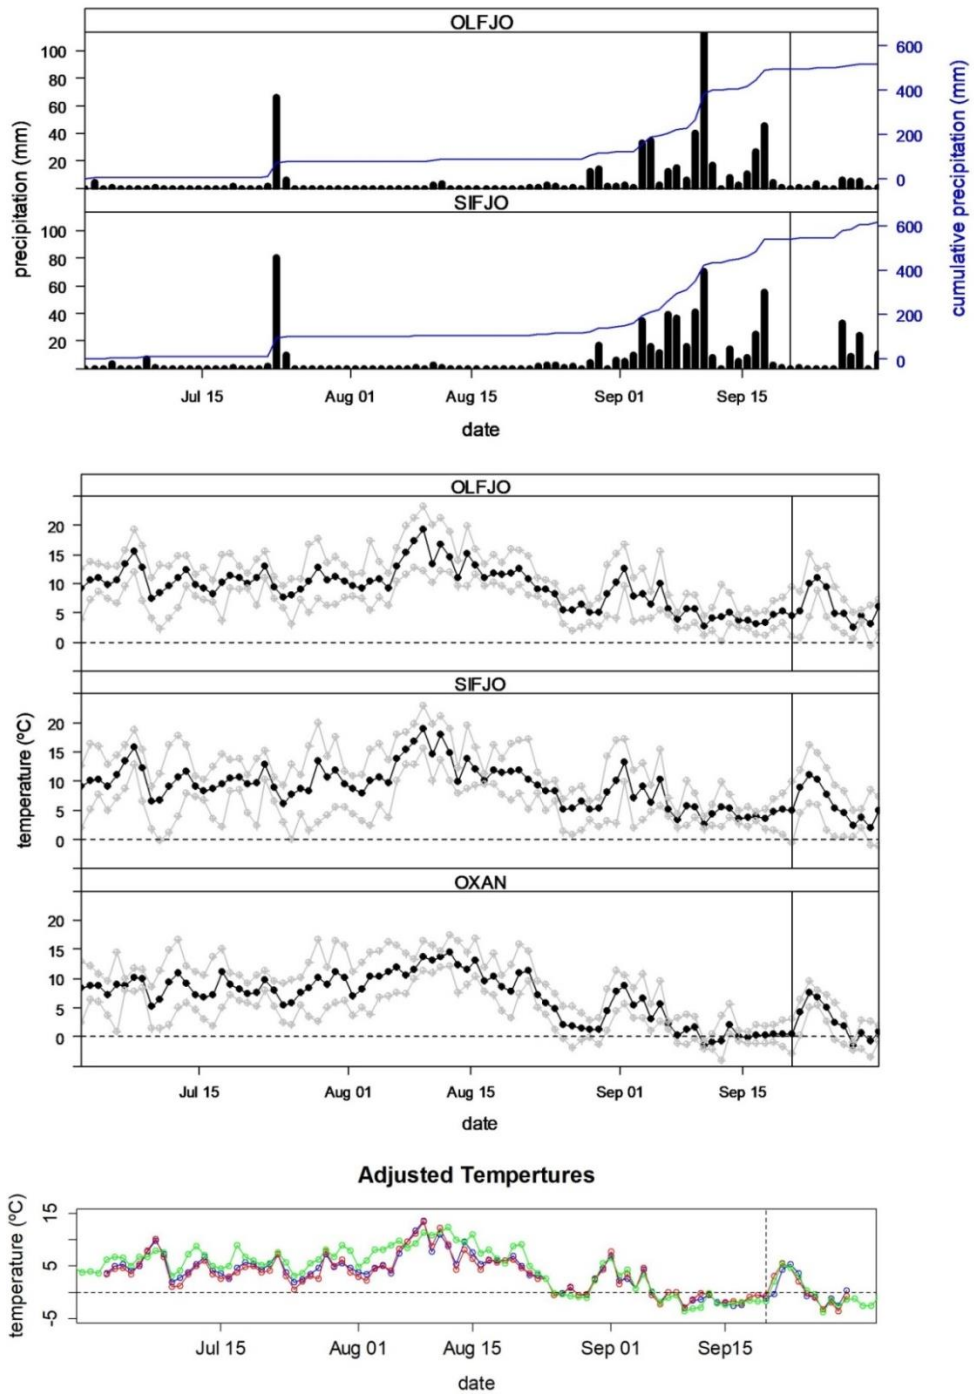 OLFJO
100
80
60
40
20
600
400
200
0
SIFJO
100
80
60
40
20
600
400
200
0
precipitation (mm)
cumulative precipitation (mm)
Jul 15 Aug 01 Aug 15 Sep 01 Sep 15
date
OLFJO
20
15
10
5
0
SIFJO
20
15
10
5
0
temperature (ºC)
OXAN
20
15
10
5
0
Jul 15 Aug 01 Aug 15 Sep 01 Sep 15
date
Adjusted Tempertures
temperature (ºC)
15
5
-5
Jul 15 Aug 01 Aug 15 Sep 01 Sep15
date